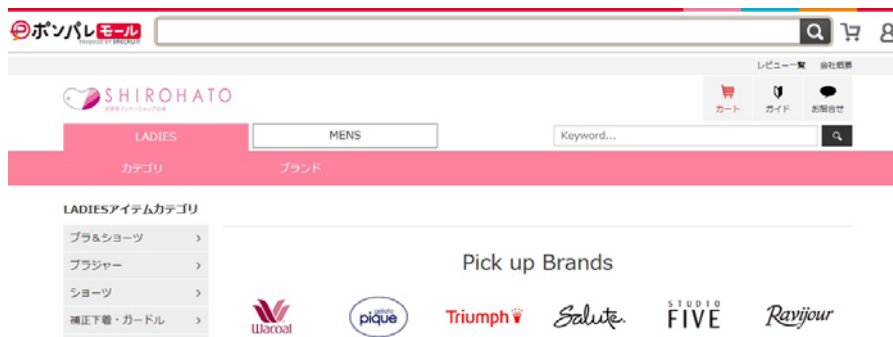 ポンパレモール
PRODUCED BY RECRUIT
レビュー一覧 会社概要
SHIROHATO
カート ガイド お問合せ
LADIES MENS Keyword...
カテゴリ ブランド
LADIESアイテムカテゴリ
ブラ&ショーツ >
ブラジャー >
ショーツ >
補正下着・ガードル >
Pick up Brands
Wacoal gelato pique Triumph Salute. STUDIO FIVE Ravijour